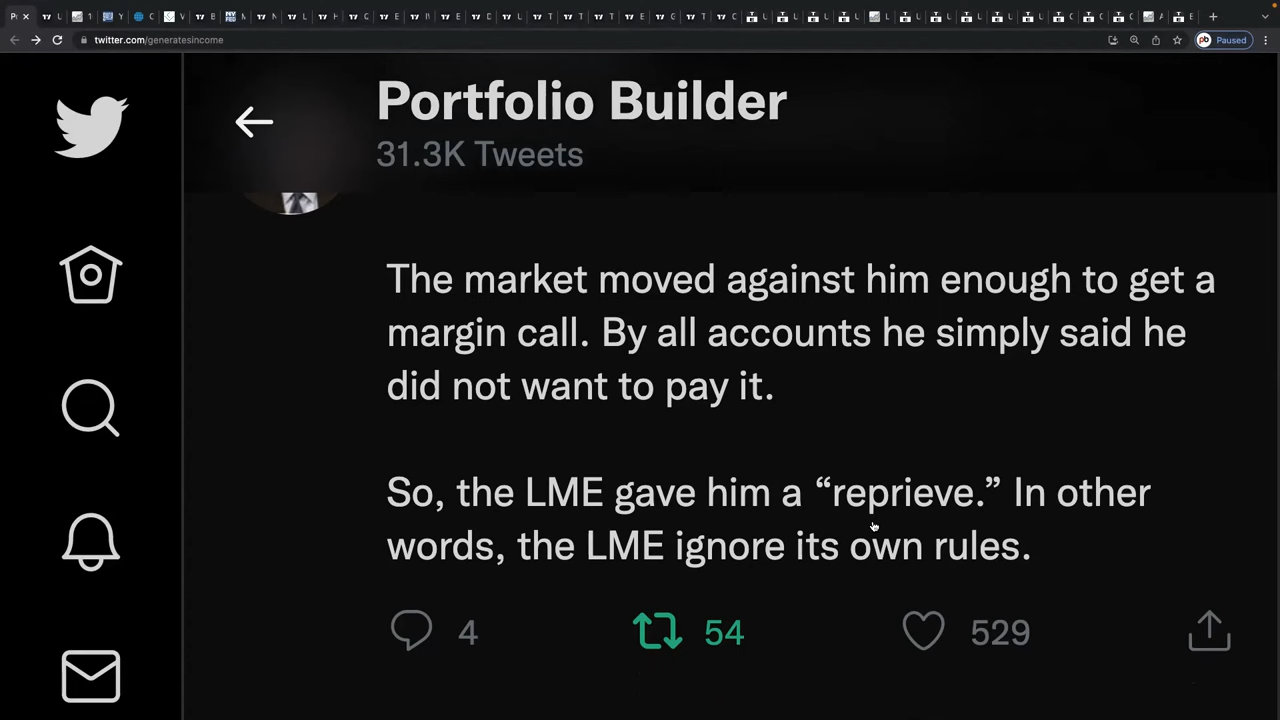 twitter.com/generatesincome
Paused
Portfolio Builder
31.3K Tweets
The market moved against him enough to get a
margin call. By all accounts he simply said he
did not want to pay it.
So, the LME gave him a “reprieve.” In other
words, the LME ignore its own rules.
4 54 529